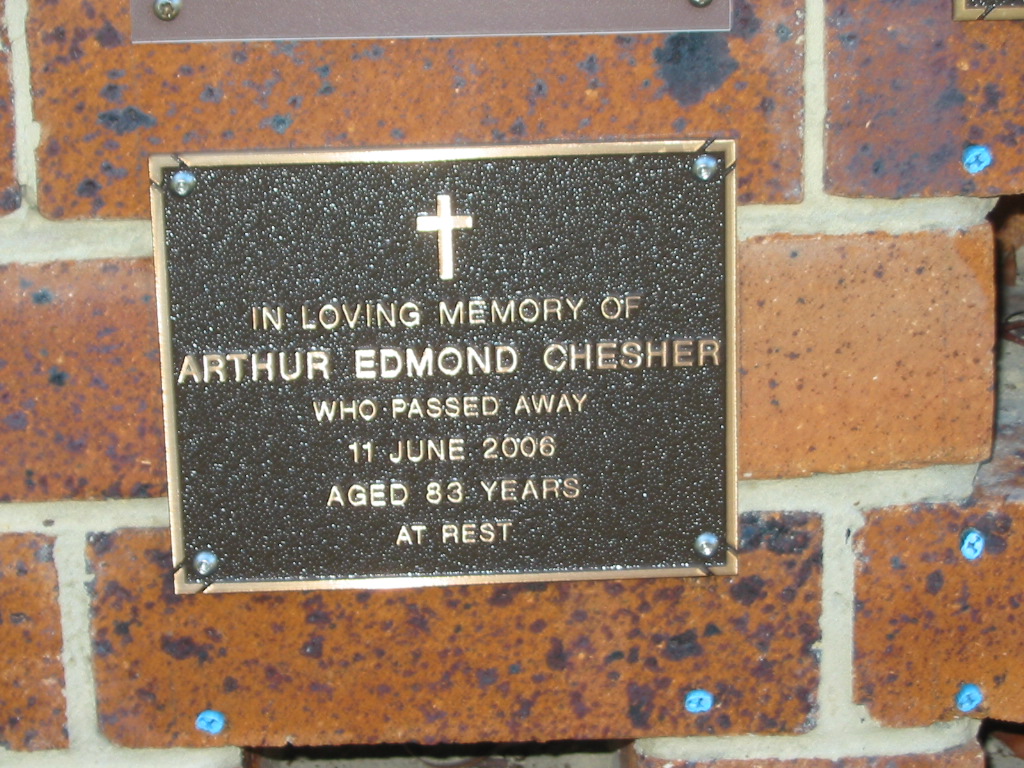 IN LOVING MEMORY OF
ARTHUR EDMOND CHESHER
WHO PASSED AWAY
11 JUNE 2006
AGED 83 YEARS
AT REST